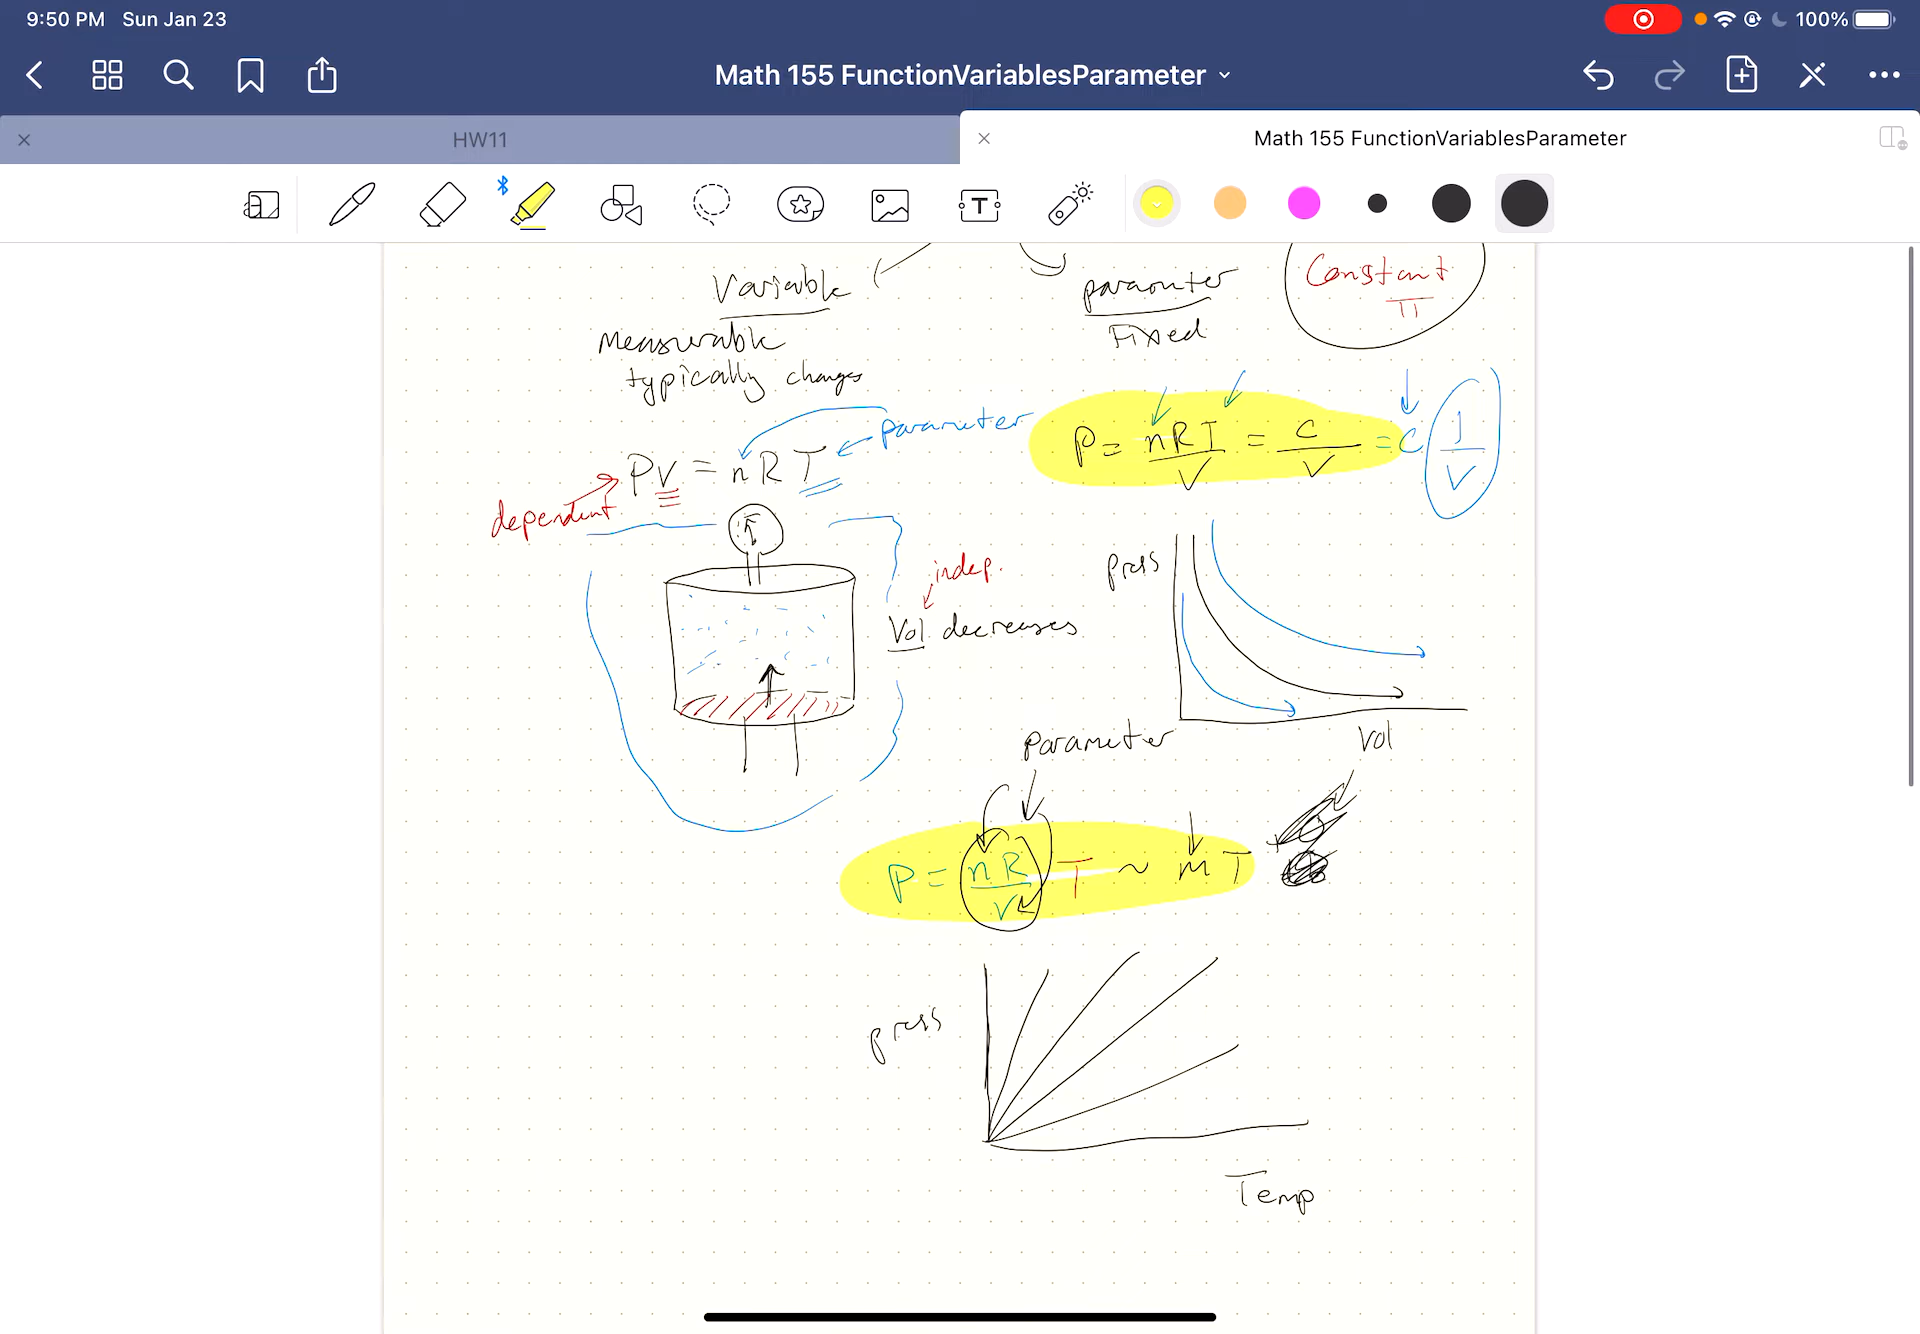 9:50 PM Sun Jan 23
100%
Math 155 FunctionVariablesParameter
HW11
Math 155 FunctionVariablesParameter
T
Variable
parameter
Constant
Fixed
π
Measurable
typically changes
parameter
P = nRT/V = c/V = c 1/V
PV = nRT
dependent
indep.
Vol decreases
press
Vol
parameter
P = nR/V T ~ m T
press
Temp